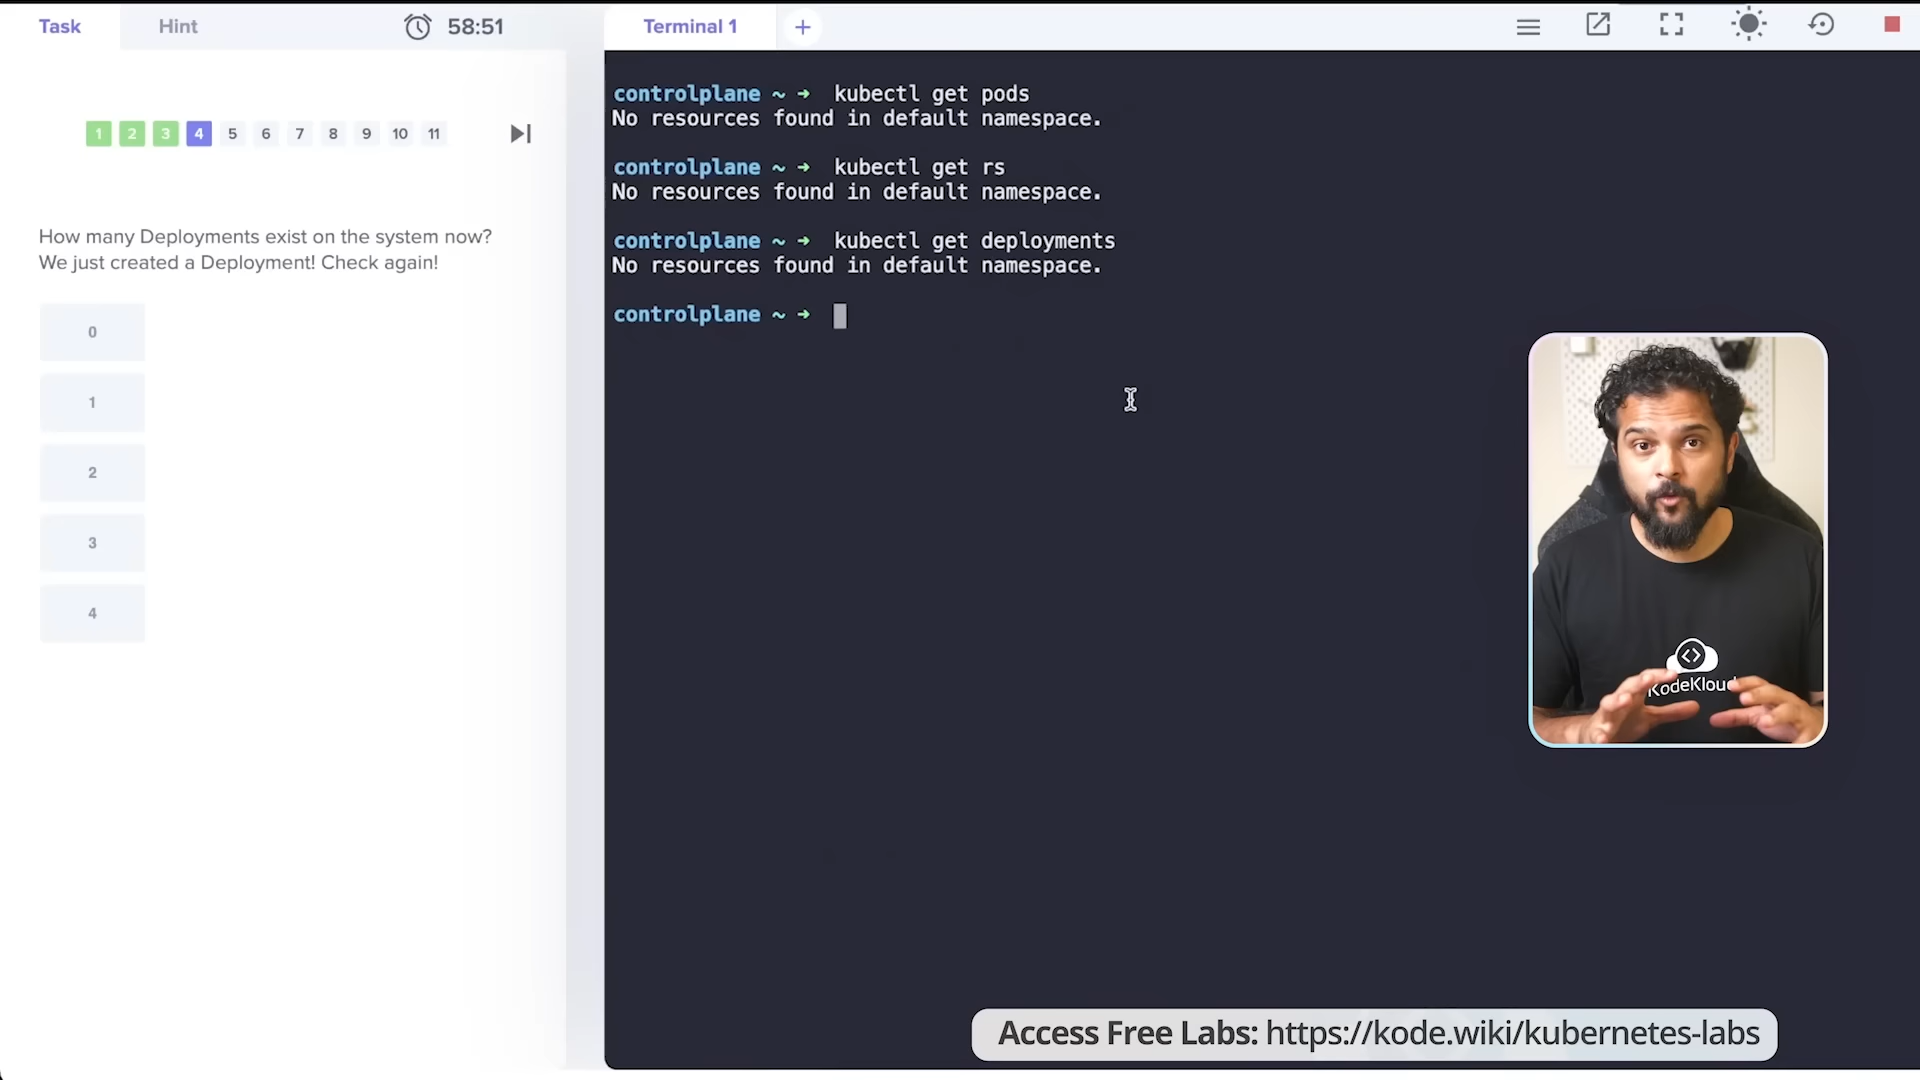 Task Hint 58:51
1 2 3 4 5 6 7 8 9 10 11
How many Deployments exist on the system now?
We just created a Deployment! Check again!
0
1
2
3
4
Terminal 1 +
controlplane ~ ➜ kubectl get pods
No resources found in default namespace.
controlplane ~ ➜ kubectl get rs
No resources found in default namespace.
controlplane ~ ➜ kubectl get deployments
No resources found in default namespace.
controlplane ~ ➜
KodeKloud
Access Free Labs: https://kode.wiki/kubernetes-labs